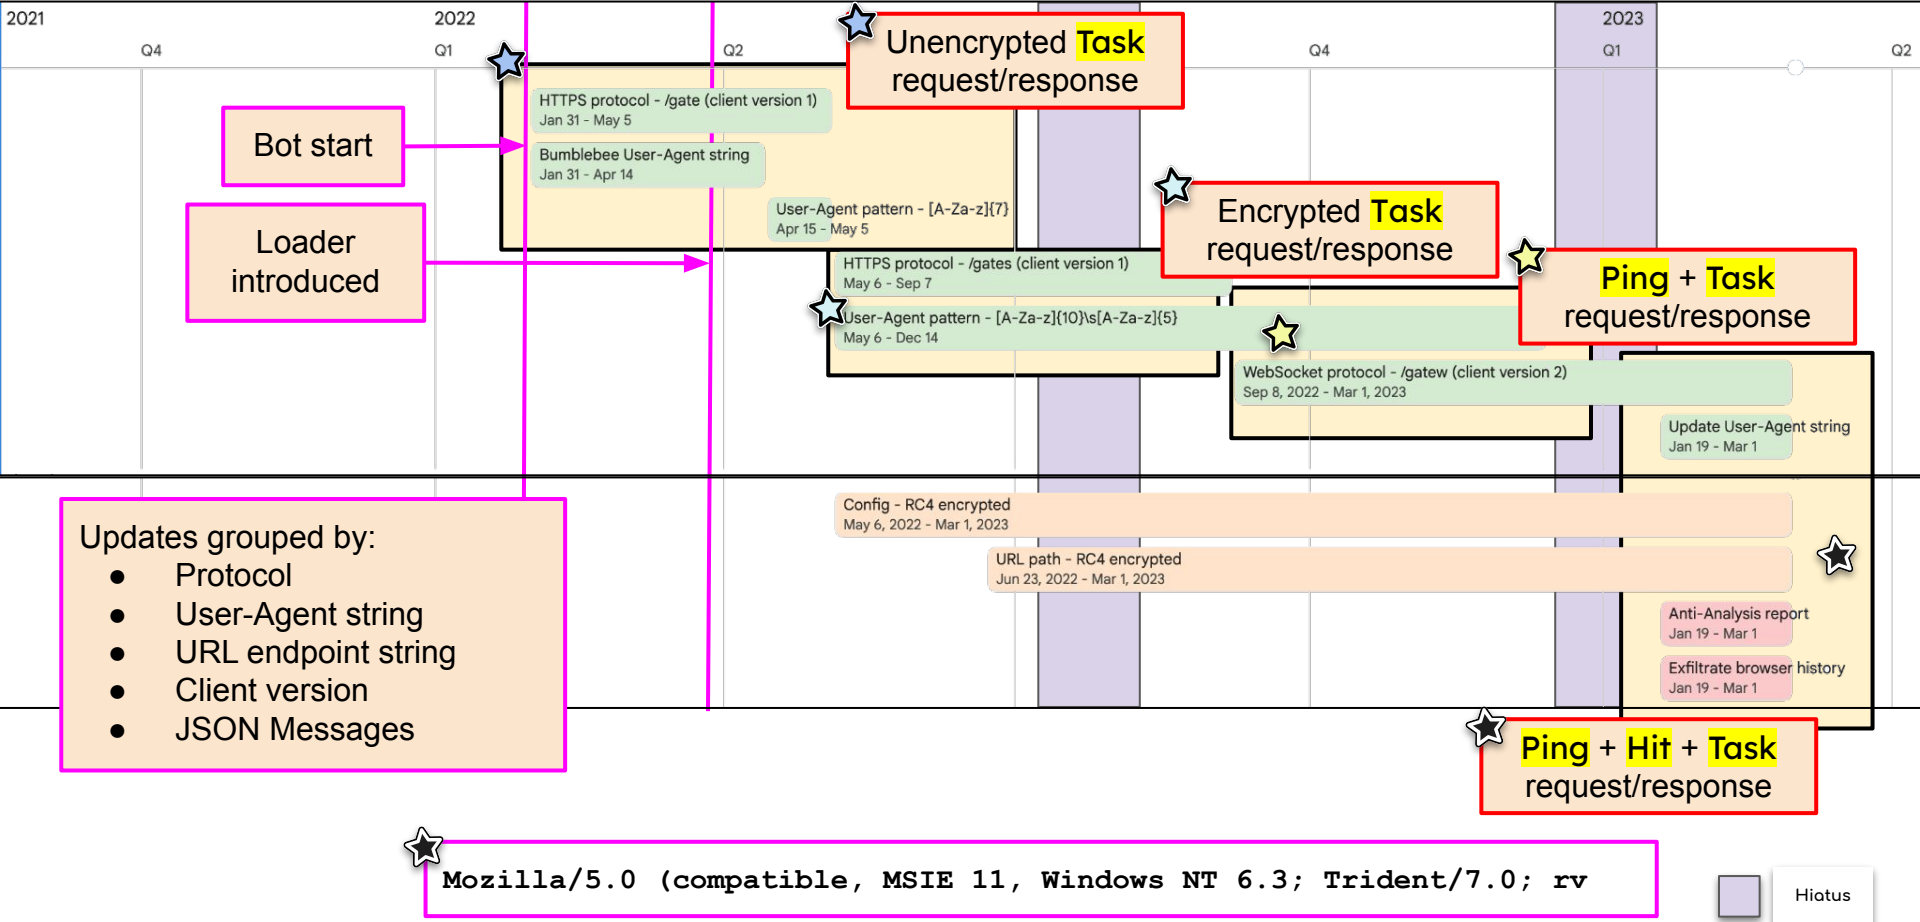 2021
2022
2023
Q4
Q1
Q2
Q4
Q1
Q2
Unencrypted Task
request/response
HTTPS protocol - /gate (client version 1)
Jan 31 - May 5
Bot start
Bumblebee User-Agent string
Jan 31 - Apr 14
User-Agent pattern - [A-Za-z]{7}
Apr 15 - May 5
Encrypted Task
request/response
Loader
introduced
HTTPS protocol - /gates (client version 1)
May 6 - Sep 7
Ping + Task
request/response
User-Agent pattern - [A-Za-z]{10}\s[A-Za-z]{5}
May 6 - Dec 14
WebSocket protocol - /gatew (client version 2)
Sep 8, 2022 - Mar 1, 2023
Update User-Agent string
Jan 19 - Mar 1
Config - RC4 encrypted
May 6, 2022 - Mar 1, 2023
URL path - RC4 encrypted
Jun 23, 2022 - Mar 1, 2023
Anti-Analysis report
Jan 19 - Mar 1
Exfiltrate browser history
Jan 19 - Mar 1
Updates grouped by:
● Protocol
● User-Agent string
● URL endpoint string
● Client version
● JSON Messages
Ping + Hit + Task
request/response
Mozilla/5.0 (compatible, MSIE 11, Windows NT 6.3; Trident/7.0; rv
Hiatus